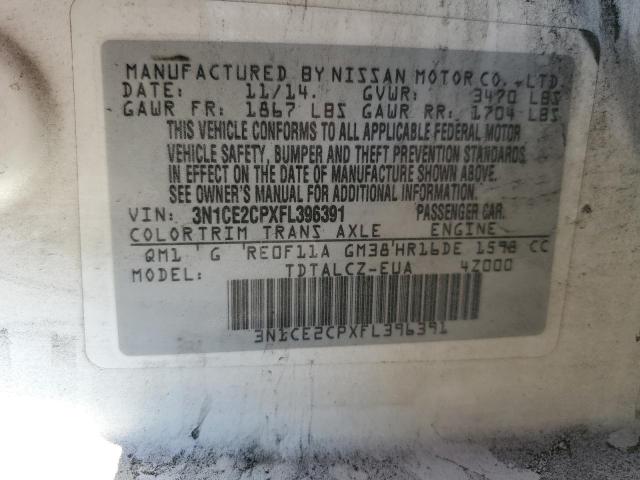 MANUFACTURED BY NISSAN MOTOR CO., LTD.
DATE: 11/14. GVWR: 3470 LBS
GAWR FR: 1867 LBS GAWR RR: 1704 LBS
THIS VEHICLE CONFORMS TO ALL APPLICABLE FEDERAL MOTOR
VEHICLE SAFETY, BUMPER AND THEFT PREVENTION STANDARDS
IN EFFECT ON THE DATE OF MANUFACTURE SHOWN ABOVE.
SEE OWNER'S MANUAL FOR ADDITIONAL INFORMATION.
VIN: 3N1CE2CPXFL396391 PASSENGER CAR.
COLOR TRIM TRANS AXLE ENGINE
QM1 'G 'RE0F11A GM38'HR16DE 1598 CC
MODEL: TDTALCZ-EUA 4Z000
3N1CE2CPXFL396391